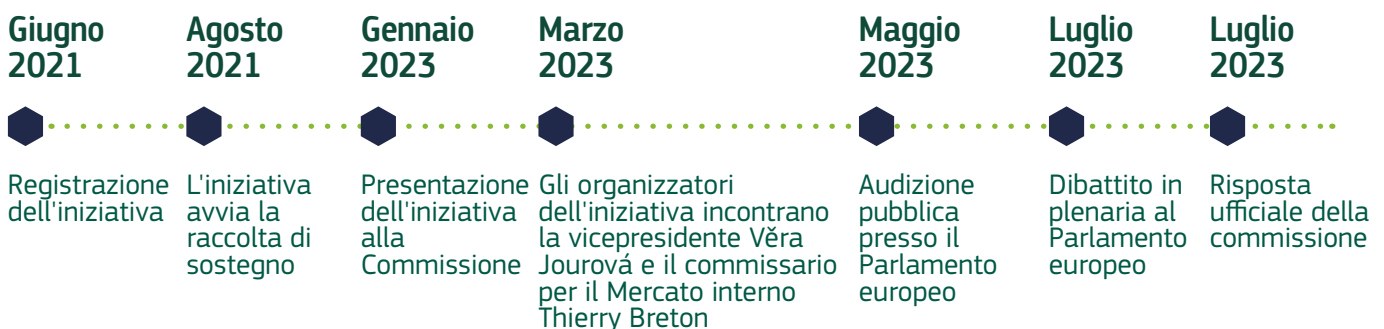 Giugno
2021
Agosto
2021
Gennaio
2023
Marzo
2023
Maggio
2023
Luglio
2023
Luglio
2023
Registrazione
dell'iniziativa
L'iniziativa
avvia la
raccolta di
sostegno
Presentazione
dell'iniziativa
alla
Commissione
Gli organizzatori
dell'iniziativa incontrano
la vicepresidente Věra
Jourová e il commissario
per il Mercato interno
Thierry Breton
Audizione
pubblica
presso il
Parlamento
europeo
Dibattito in
plenaria al
Parlamento
europeo
Risposta
ufficiale della
commissione